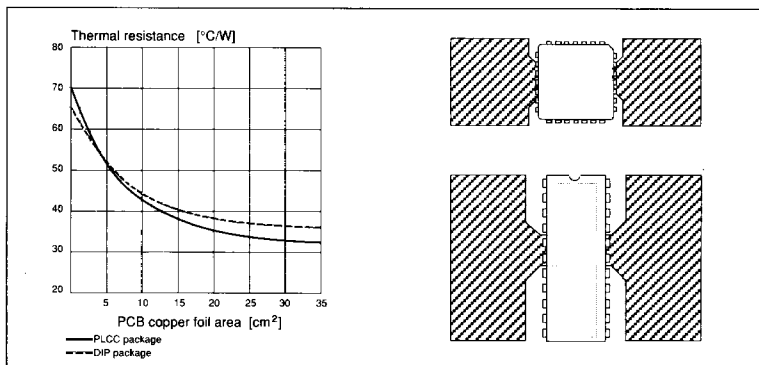 Thermal resistance [°C/W]
80
70
60
50
40
30
20
5 10 15 20 25 30 35
PCB copper foil area [cm²]
PLCC package
DIP package